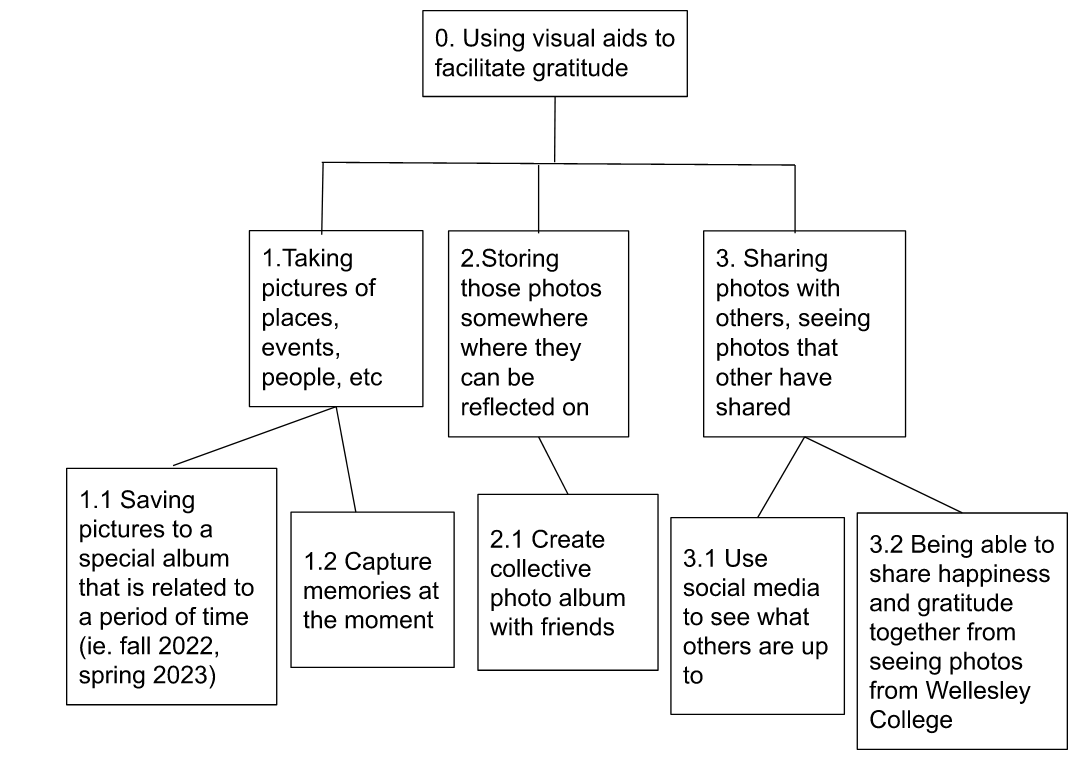 0. Using visual aids to
facilitate gratitude
1.Taking
pictures of
places,
events,
people, etc
2.Storing
those photos
somewhere
where they
can be
reflected on
3. Sharing
photos with
others, seeing
photos that
other have
shared
1.1 Saving
pictures to a
special album
that is related to
a period of time
(ie. fall 2022,
spring 2023)
1.2 Capture
memories at
the moment
2.1 Create
collective
photo album
with friends
3.1 Use
social media
to see what
others are up
to
3.2 Being able to
share happiness
and gratitude
together from
seeing photos
from Wellesley
College